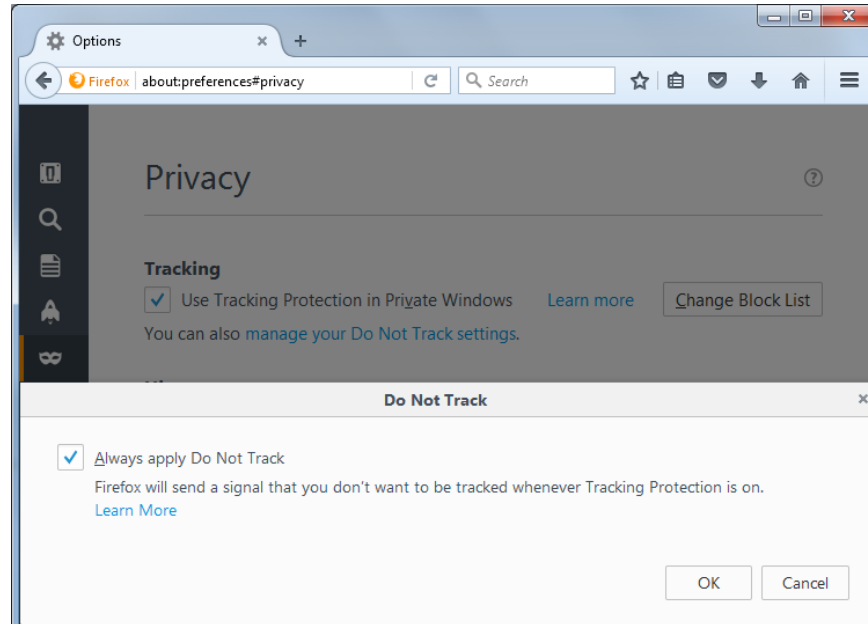 Options
Firefox about:preferences#privacy Search
Privacy
Tracking
Use Tracking Protection in Private Windows Learn more Change Block List
You can also manage your Do Not Track settings.
Do Not Track
Always apply Do Not Track
Firefox will send a signal that you don't want to be tracked whenever Tracking Protection is on.
Learn More
OK Cancel